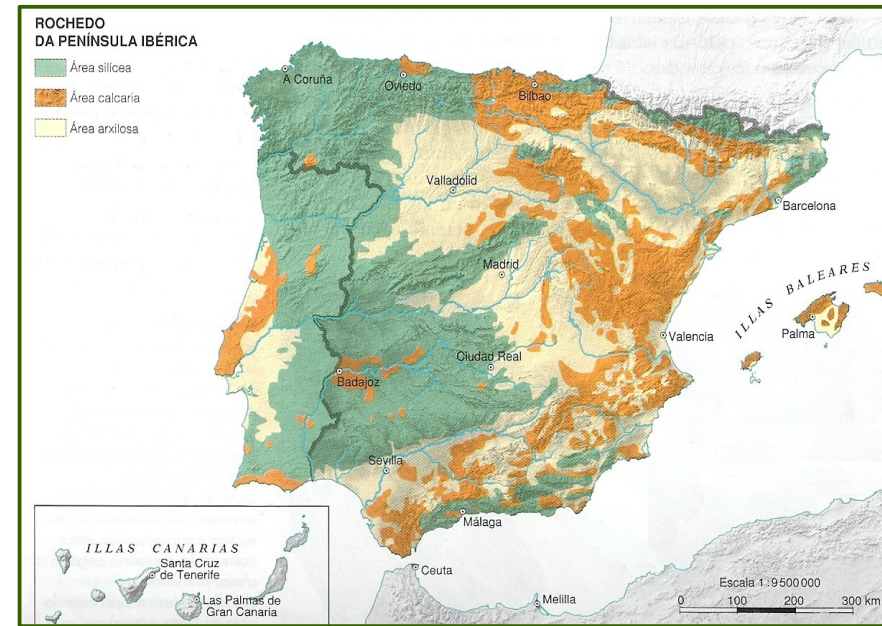 ROCHEDO
DA PENÍNSULA IBÉRICA
Área silícea
Área calcaria
Área arxilosa
A Coruña
Oviedo
Bilbao
Valladolid
Barcelona
Madrid
ILLAS BALEARES
Palma
Valencia
Ciudad Real
Badajoz
Sevilla
Málaga
Ceuta
Melilla
ILLAS CANARIAS
Santa Cruz
de Tenerife
Las Palmas de
Gran Canaria
Escala 1:9 500 000
0 100 200 300 km